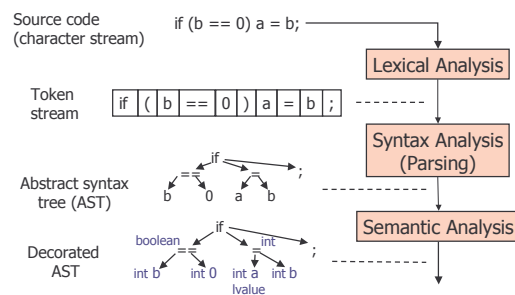 Source code
(character stream)
if (b == 0) a = b;
Lexical Analysis
Token
stream
if ( b == 0 ) a = b ;
Syntax Analysis
(Parsing)
if
== = ;
b 0 a b
Abstract syntax
tree (AST)
Semantic Analysis
if
boolean int
== = ;
Decorated
AST
int b int 0 int a int b
lvalue